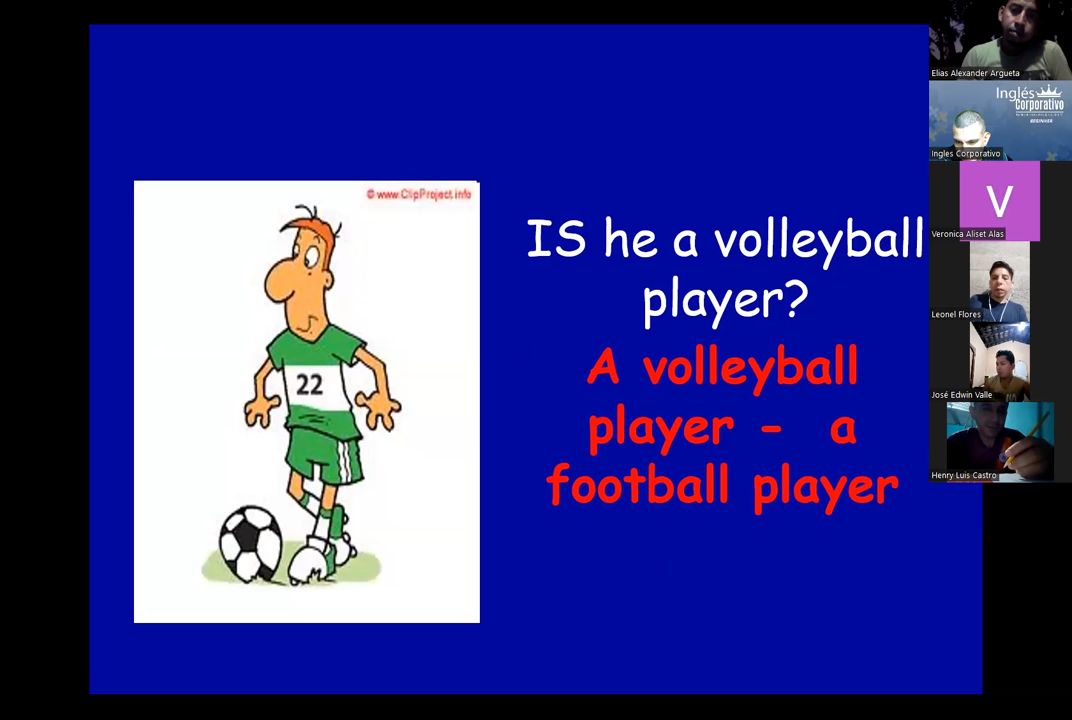 © www.ClipProject.info
22
IS he a volleyball
player?
A volleyball
player - a
football player
Elias Alexander Argueta
Inglés
Corporativo
BEGINNER
Ingles Corporativo
V
Veronica Aliset Alas
Leonel Flores
José Edwin Valle
Henry Luis Castro